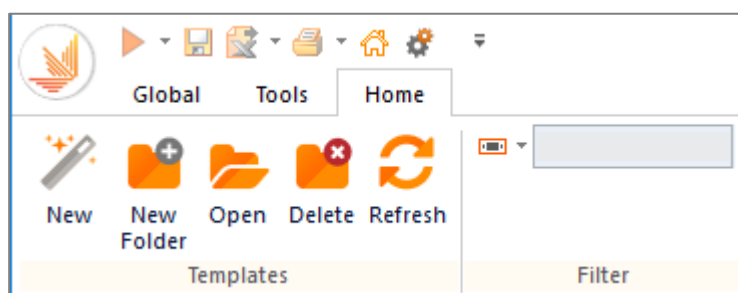 Global Tools Home
New New Folder Open Delete Refresh
Templates Filter